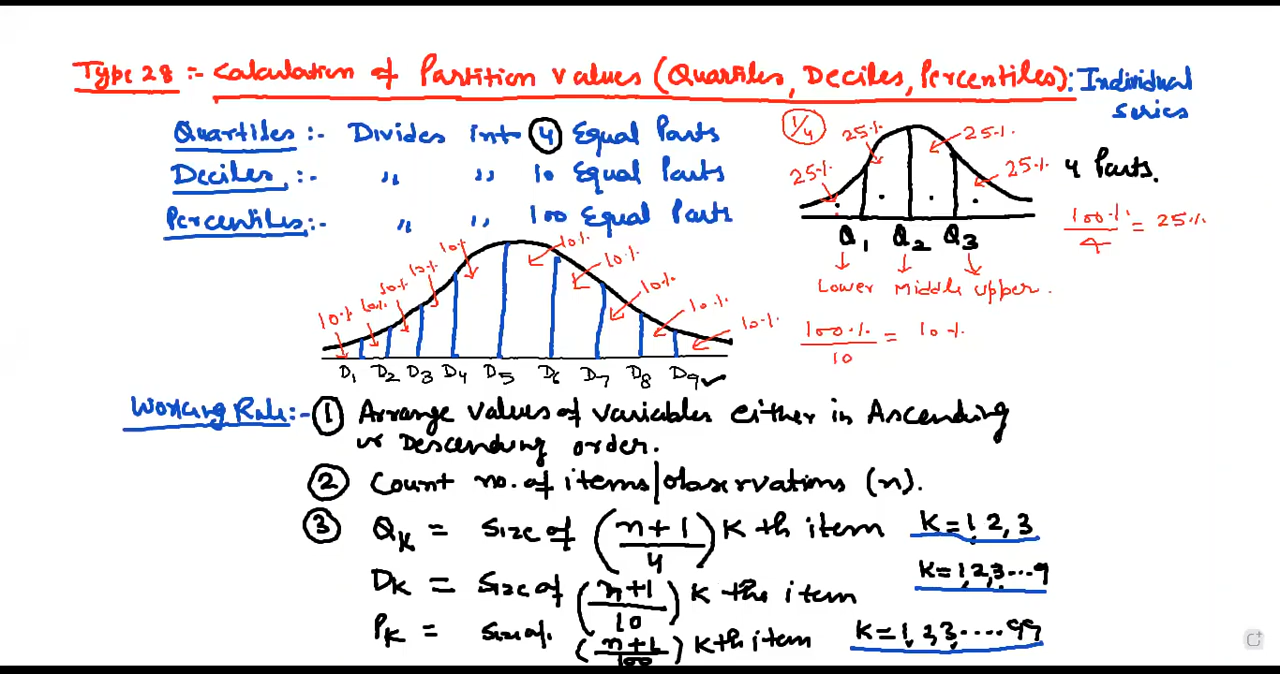 Type 28 :- Calculation of Partition Values (Quartiles, Deciles, Percentiles): Individual Series
Quartiles :- Divides into 4 Equal Parts
Deciles :- ,, ,, 10 Equal Parts
Percentiles :- ,, ,, 100 Equal Parts
1/4
25% 25% 25% 25%
4 Parts.
Q1 Q2 Q3
Lower Middle upper.
100%/4 = 25%
100%/10 = 10%
10% 10% 10% 10% 10% 10% 10% 10% 10% 10%
D1 D2 D3 D4 D5 D6 D7 D8 D9 ✓
Working Rule :- ① Arrange values of variables either in Ascending
or Descending order.
② Count no. of items/observations (n).
③ QK = Size of ((n+1)/4) K th item K = 1, 2, 3
DK = Size of ((n+1)/10) K the item K = 1, 2, 3...9
PK = size of. ((n+1)/100) K th item K = 1, 2, 3, .... 99